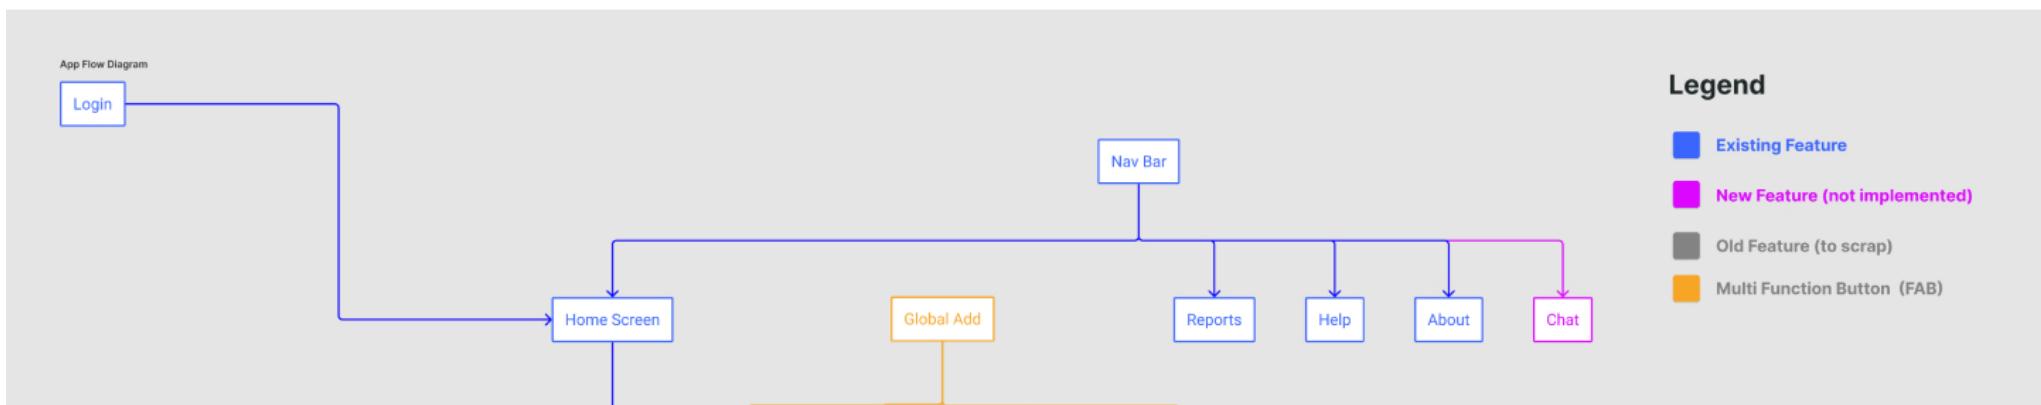 App Flow Diagram
Login
Nav Bar
Home Screen
Global Add
Reports
Help
About
Chat
Legend
Existing Feature
New Feature (not implemented)
Old Feature (to scrap)
Multi Function Button (FAB)